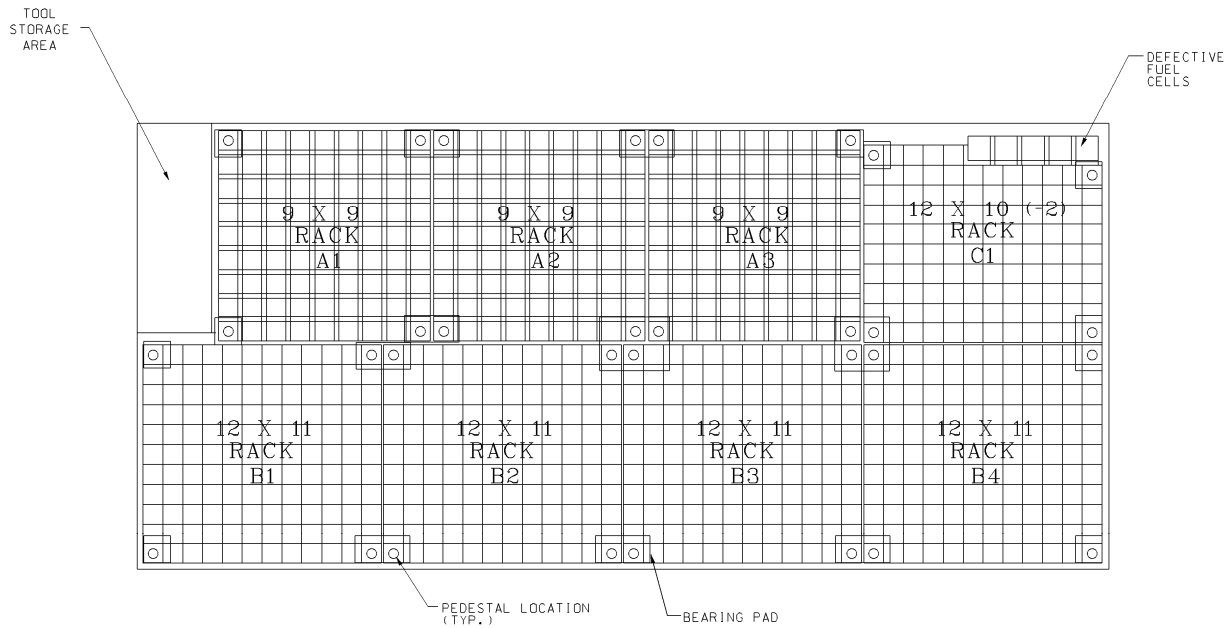 TOOL
STORAGE
AREA
DEFECTIVE
FUEL
CELLS
9 X 9
RACK
A1
9 X 9
RACK
A2
9 X 9
RACK
A3
12 X 10 (-2)
RACK
C1
12 X 11
RACK
B1
12 X 11
RACK
B2
12 X 11
RACK
B3
12 X 11
RACK
B4
PEDESTAL LOCATION
(TYP.)
BEARING PAD